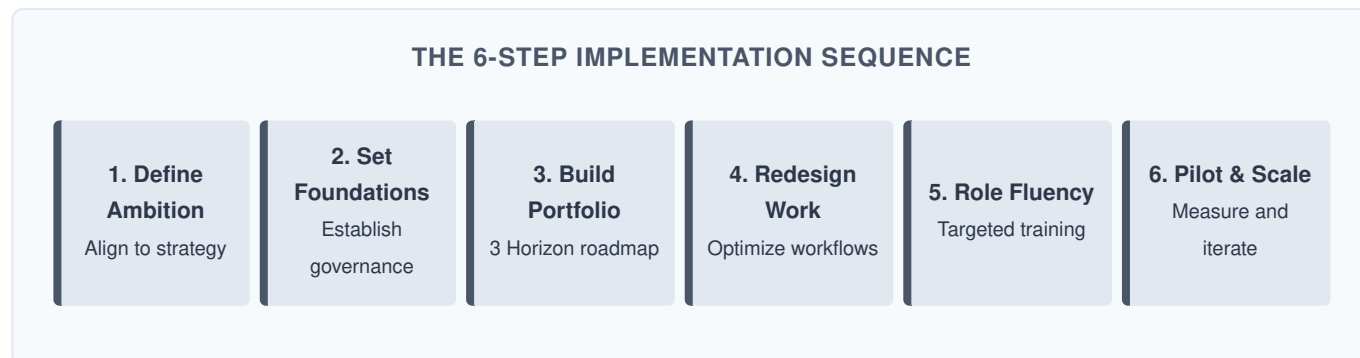 THE 6-STEP IMPLEMENTATION SEQUENCE
1. Define
Ambition
Align to strategy
2. Set
Foundations
Establish
governance
3. Build
Portfolio
3 Horizon roadmap
4. Redesign
Work
Optimize workflows
5. Role Fluency
Targeted training
6. Pilot & Scale
Measure and
iterate